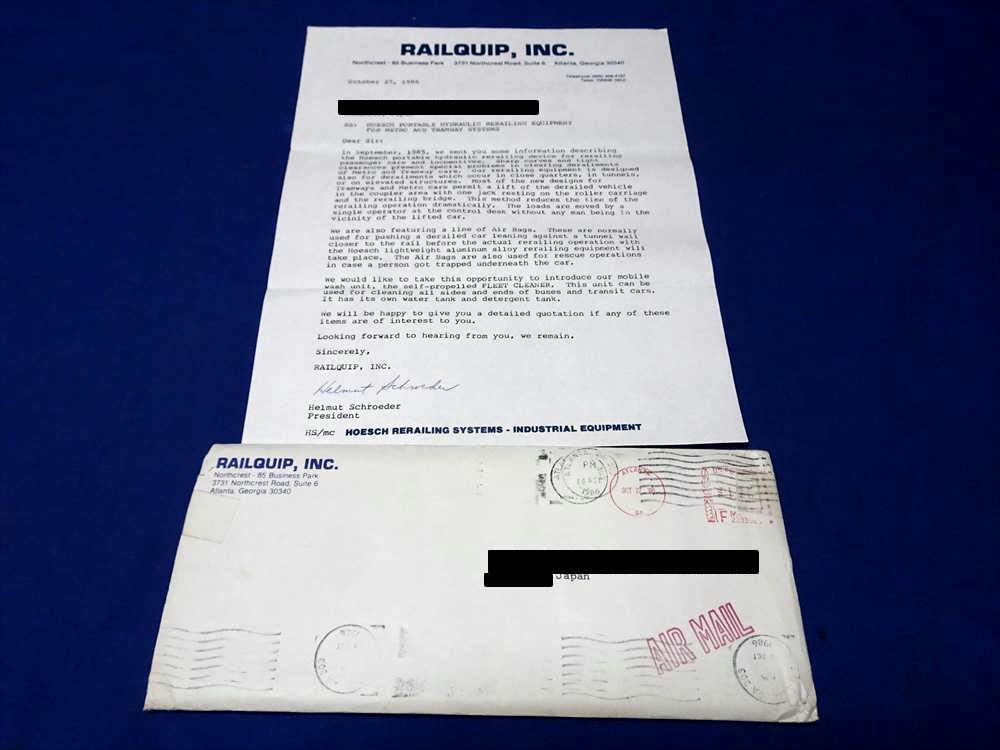 RAILQUIP, INC.
Northcrest - 85 Business Park 3731 Northcrest Road, Suite 6 Atlanta, Georgia 30340
October 27, 1986
RE: HOESCH PORTABLE HYDRAULIC RERAILING EQUIPMENT
FOR METRO AND TRAMWAY SYSTEMS
Dear Sir:
In September, 1985, we sent you some information describing
the Hoesch portable hydraulic rerailing device for rerailing
passenger cars and locomotives. Sharp curves and tight
clearances present special problems in clearing derailments
of Metro and Tramway cars. Our rerailing equipment is designed
also for derailments which occur in close quarters, in tunnels,
or on elevated structures. Most of the new designs for
Tramways and Metro cars permit a lift of the derailed vehicle
in the coupler area with one jack resting on the roller carriage
and the rerailing bridge. This method reduces the time of the
rerailing operation dramatically. The loads are moved by a
single operator at the control desk without any man being in the
vicinity of the lifted car.
We are also featuring a line of Air Bags. These are normally
used for pushing a derailed car leaning against a tunnel wall
closer to the rail before the actual rerailing operation with
the Hoesch lightweight aluminum alloy rerailing equipment will
take place. The Air Bags are also used for rescue operations
in case a person got trapped underneath the car.
We would like to take this opportunity to introduce our mobile
wash unit, the self-propelled FLEET CLEANER. This unit can be
used for cleaning all sides and ends of buses and transit cars.
It has its own water tank and detergent tank.
We will be happy to give you a detailed quotation if any of these
items are of interest to you.
Looking forward to hearing from you, we remain.
Sincerely,
RAILQUIP, INC.
Helmut Schroeder
Helmut Schroeder
President
HS/mc HOESCH RERAILING SYSTEMS - INDUSTRIAL EQUIPMENT
RAILQUIP, INC.
Northcrest - 85 Business Park
3731 Northcrest Road, Suite 6
Atlanta, Georgia 30340
PM
1986
ATLANTA
OCT
GA
Japan
AIR MAIL
1986